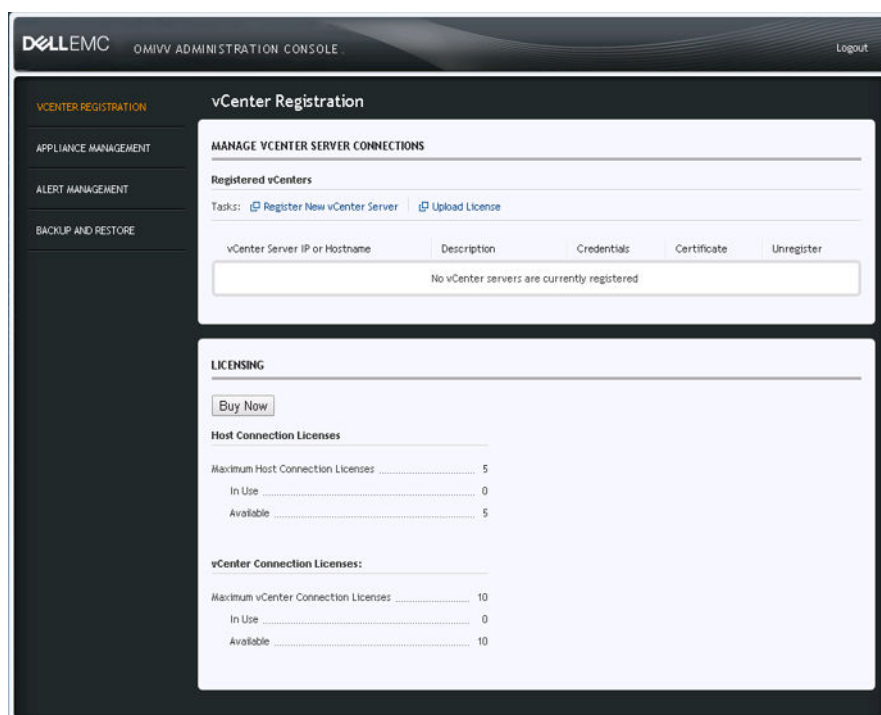 DELLEMC OMIVV ADMINISTRATION CONSOLE
Logout
VCENTER REGISTRATION
APPLIANCE MANAGEMENT
ALERT MANAGEMENT
BACKUP AND RESTORE
vCenter Registration
MANAGE VCENTER SERVER CONNECTIONS
Registered vCenters
Tasks: Register New vCenter Server Upload License
vCenter Server IP or Hostname Description Credentials Certificate Unregister
No vCenter servers are currently registered
LICENSING
Buy Now
Host Connection Licenses
Maximum Host Connection Licenses 5
In Use 0
Available 5
vCenter Connection Licenses:
Maximum vCenter Connection Licenses 10
In Use 0
Available 10